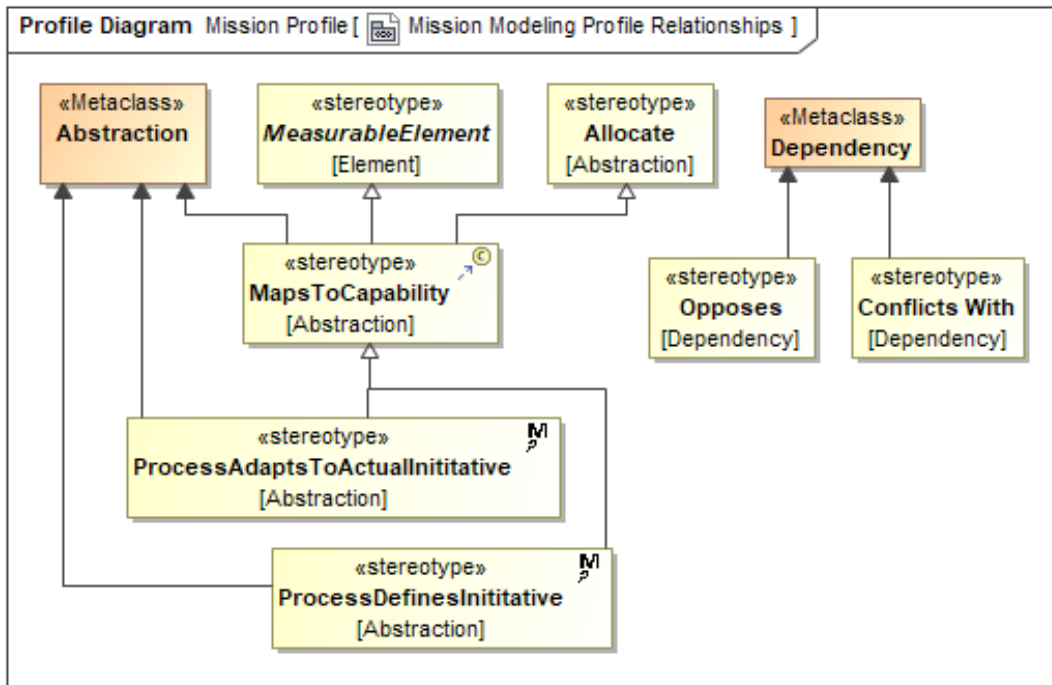 Profile Diagram Mission Profile [ Mission Modeling Profile Relationships ]
«Metaclass»
Abstraction
«stereotype»
MeasurableElement
[Element]
«stereotype»
Allocate
[Abstraction]
«Metaclass»
Dependency
«stereotype»
MapsToCapability
[Abstraction]
C
«stereotype»
Opposes
[Dependency]
«stereotype»
Conflicts With
[Dependency]
«stereotype»
ProcessAdaptsToActualInititative
[Abstraction]
M
«stereotype»
ProcessDefinesInititative
[Abstraction]
M